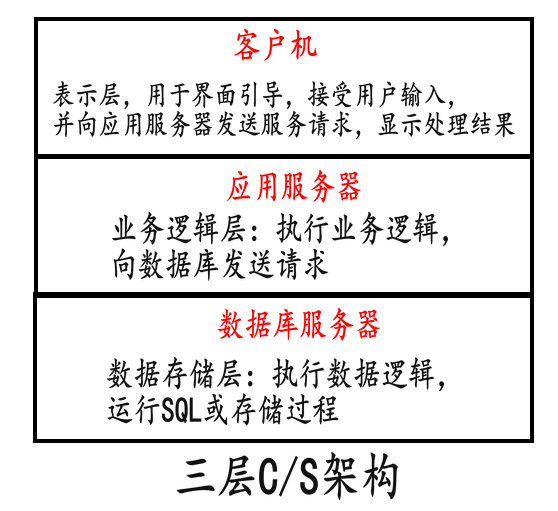 客户机
表示层，用于界面引导，接受用户输入，
并向应用服务器发送服务请求，显示处理结果
应用服务器
业务逻辑层：执行业务逻辑，
向数据库发送请求
数据库服务器
数据存储层：执行数据逻辑，
运行SQL或存储过程
三层C/S架构